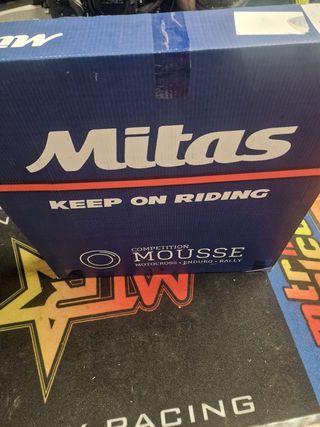 Mitas
KEEP ON RIDING
COMPETITION
MOUSSE
MOTOCROSS • ENDURO • RALLY
RACING